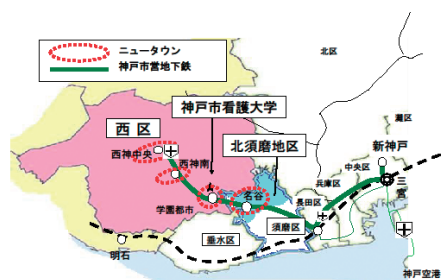 ニュータウン
神戸市営地下鉄
北区
神戸市看護大学
灘区
西区
北須磨地区
新神戸
西神中央
西神南
中央区
三宮
兵庫区
名谷
長田区
学園都市
須磨区
垂水区
明石
神戸空港